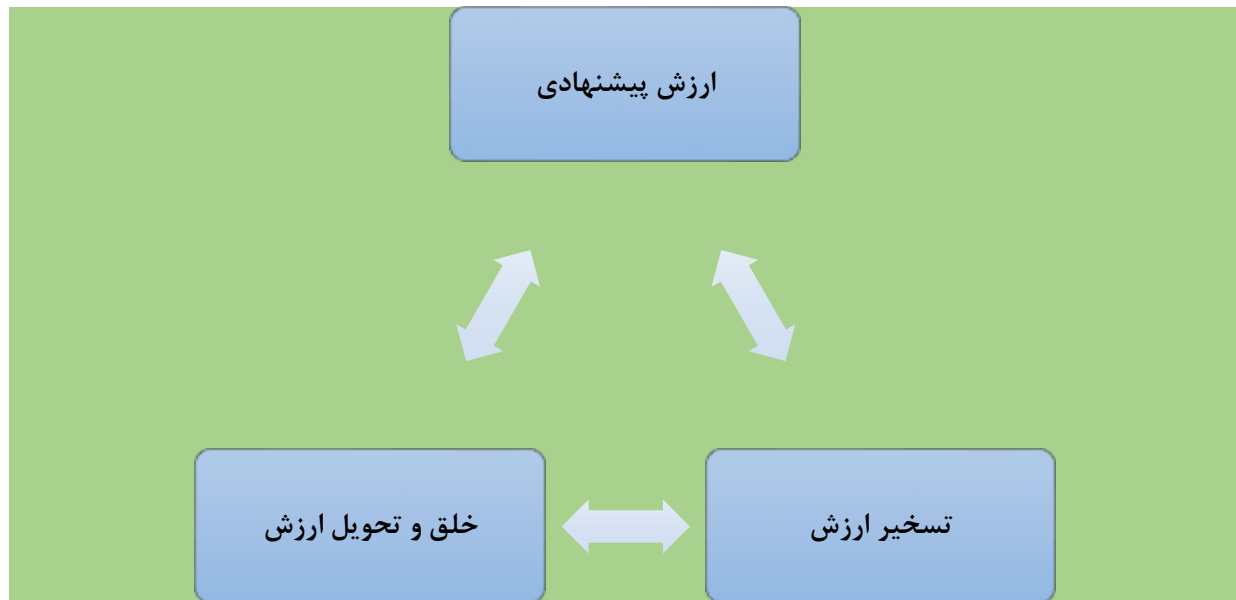 ارزش پیشنهادی
تسخیر ارزش
خلق و تحویل ارزش